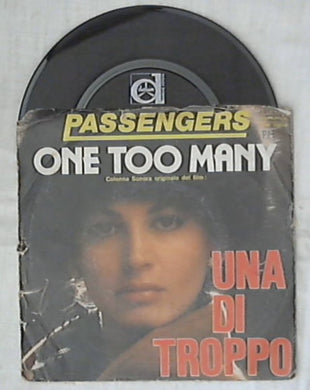 PASSENGERS
ONE TOO MANY
Colonna Sonora originale del film:
UNA
DI
TROPPO